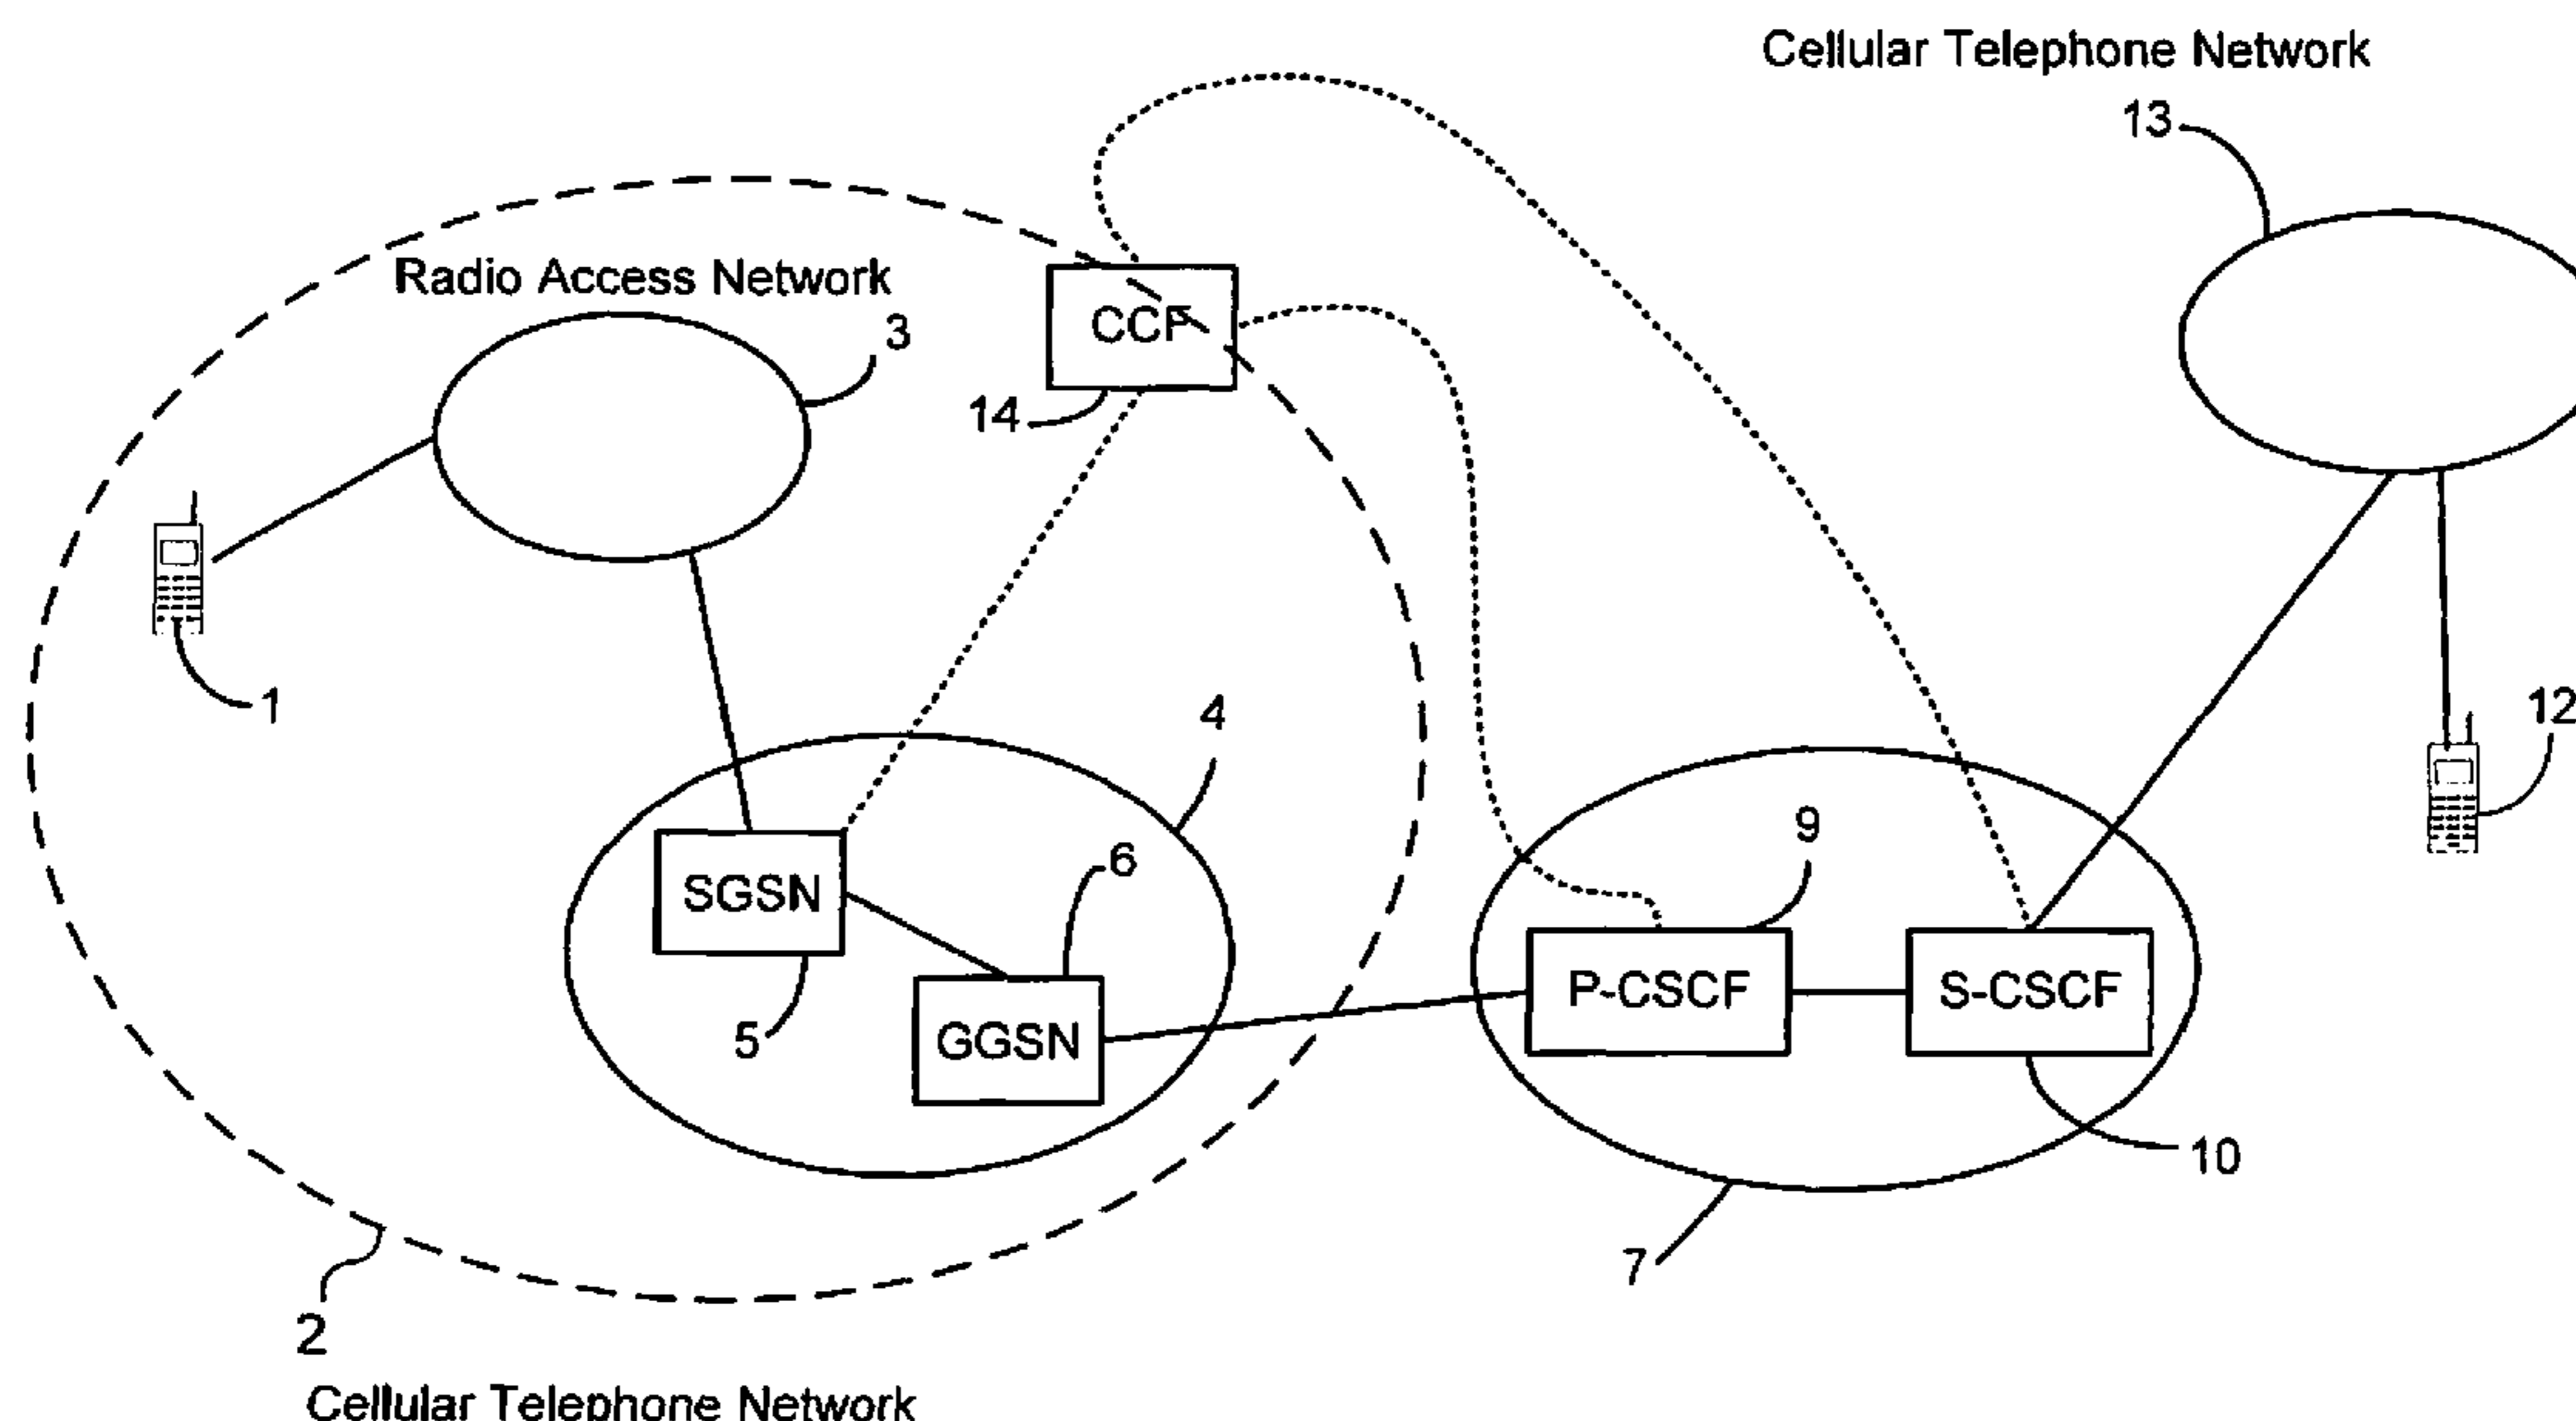 Cellular Telephone Network
13
Radio Access Network
3
CCF
14
1
4
12
9
6
SGSN
P-CSCF
S-CSCF
5
GGSN
10
7
2
Cellular Telephone Network